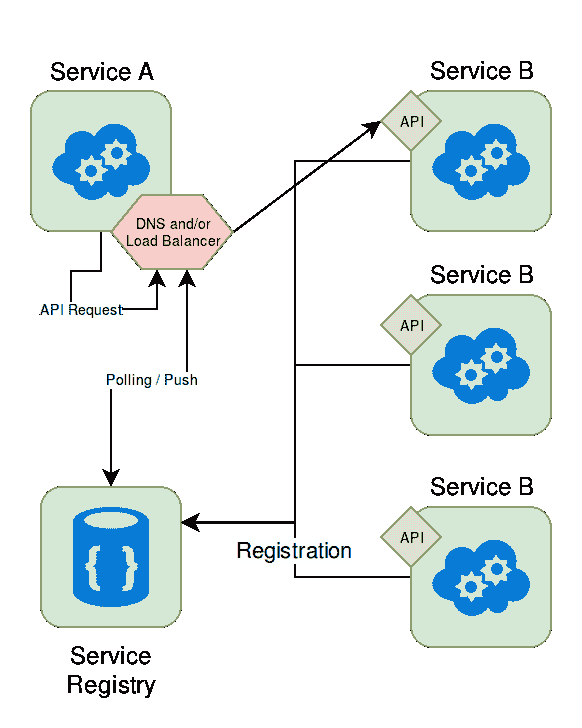 Service A
Service B
API
DNS and/or
Load Balancer
API Request
Service B
API
Polling / Push
Service B
API
{ }
Registration
Service
Registry